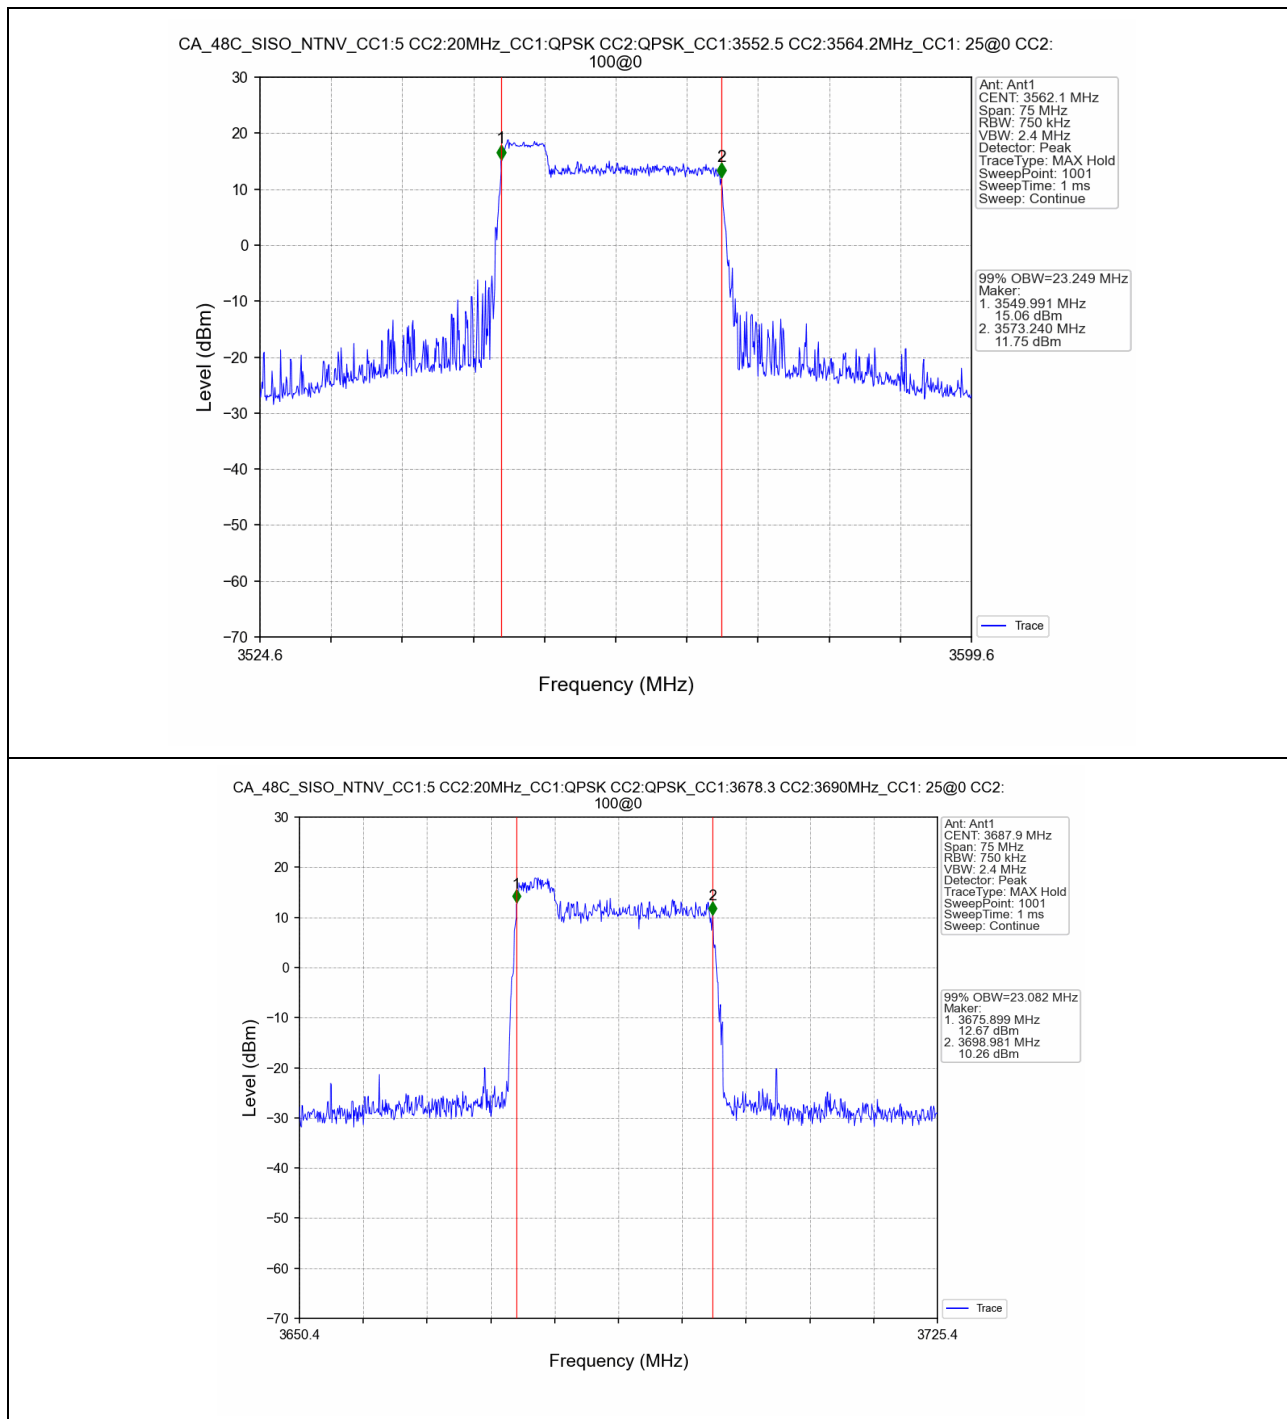 CA_48C_SISO_NTNV_CC1:5 CC2:20MHz_CC1:QPSK CC2:QPSK_CC1:3552.5 CC2:3564.2MHz_CC1: 25@0 CC2:
100@0
30
20
10
0
−10
−20
−30
−40
−50
−60
−70
Level (dBm)
1
2
3524.6
3599.6
Frequency (MHz)
Ant: Ant1
CENT: 3562.1 MHz
Span: 75 MHz
RBW: 750 kHz
VBW: 2.4 MHz
Detector: Peak
TraceType: MAX Hold
SweepPoint: 1001
SweepTime: 1 ms
Sweep: Continue
99% OBW=23.249 MHz
Maker:
1. 3549.991 MHz
15.06 dBm
2. 3573.240 MHz
11.75 dBm
Trace
CA_48C_SISO_NTNV_CC1:5 CC2:20MHz_CC1:QPSK CC2:QPSK_CC1:3678.3 CC2:3690MHz_CC1: 25@0 CC2:
100@0
30
20
10
0
−10
−20
−30
−40
−50
−60
−70
Level (dBm)
1
2
3650.4
3725.4
Frequency (MHz)
Ant: Ant1
CENT: 3687.9 MHz
Span: 75 MHz
RBW: 750 kHz
VBW: 2.4 MHz
Detector: Peak
TraceType: MAX Hold
SweepPoint: 1001
SweepTime: 1 ms
Sweep: Continue
99% OBW=23.082 MHz
Maker:
1. 3675.899 MHz
12.67 dBm
2. 3698.981 MHz
10.26 dBm
Trace